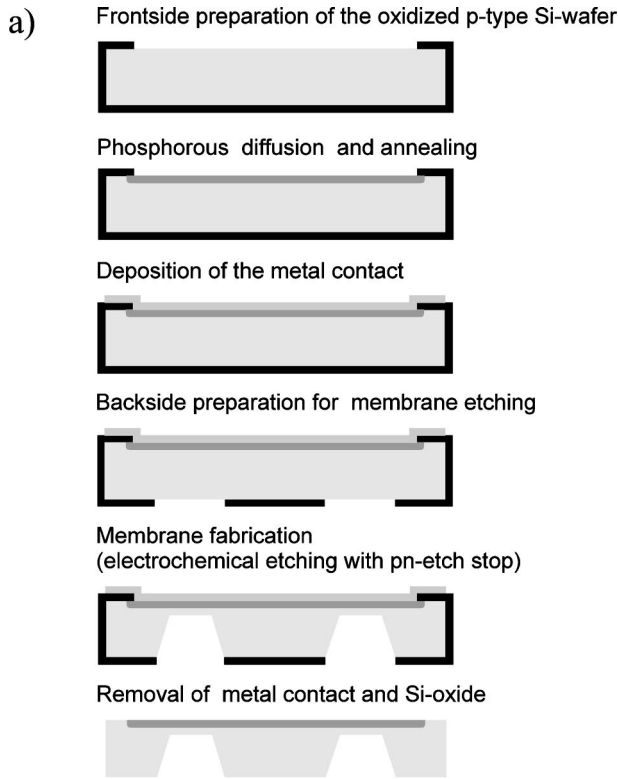 a)
Frontside preparation of the oxidized p-type Si-wafer
Phosphorous diffusion and annealing
Deposition of the metal contact
Backside preparation for membrane etching
Membrane fabrication
(electrochemical etching with pn-etch stop)
Removal of metal contact and Si-oxide